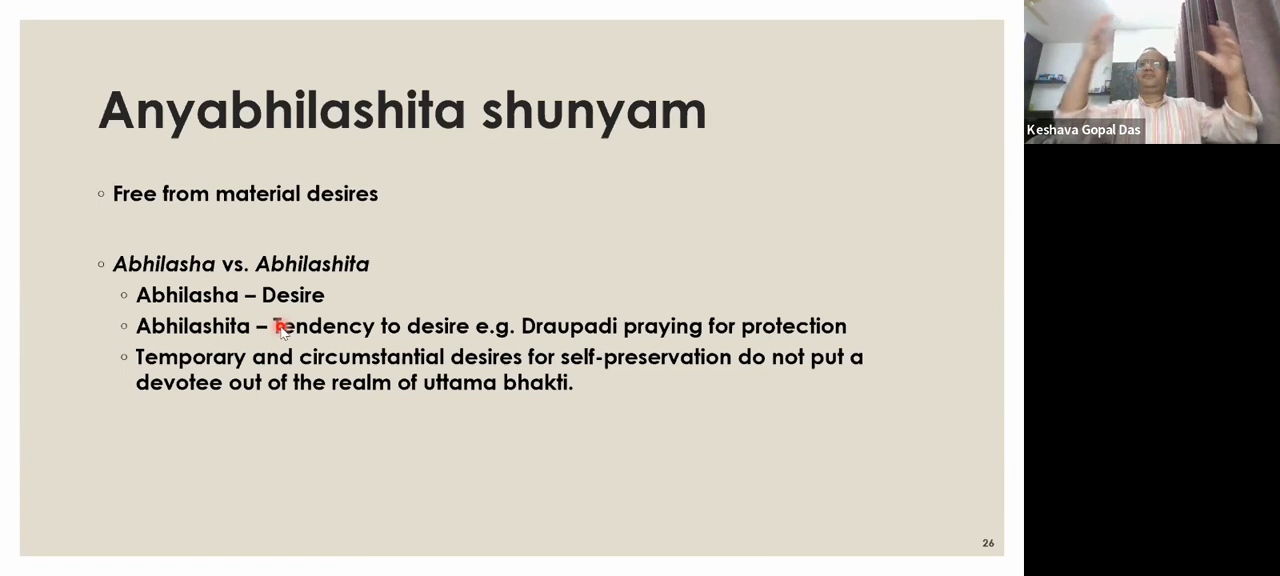 Anyabhilashita shunyam
Free from material desires
Abhilasha vs. Abhilashita
Abhilasha – Desire
Abhilashita – Tendency to desire e.g. Draupadi praying for protection
Temporary and circumstantial desires for self-preservation do not put a
devotee out of the realm of uttama bhakti.
26
Keshava Gopal Das